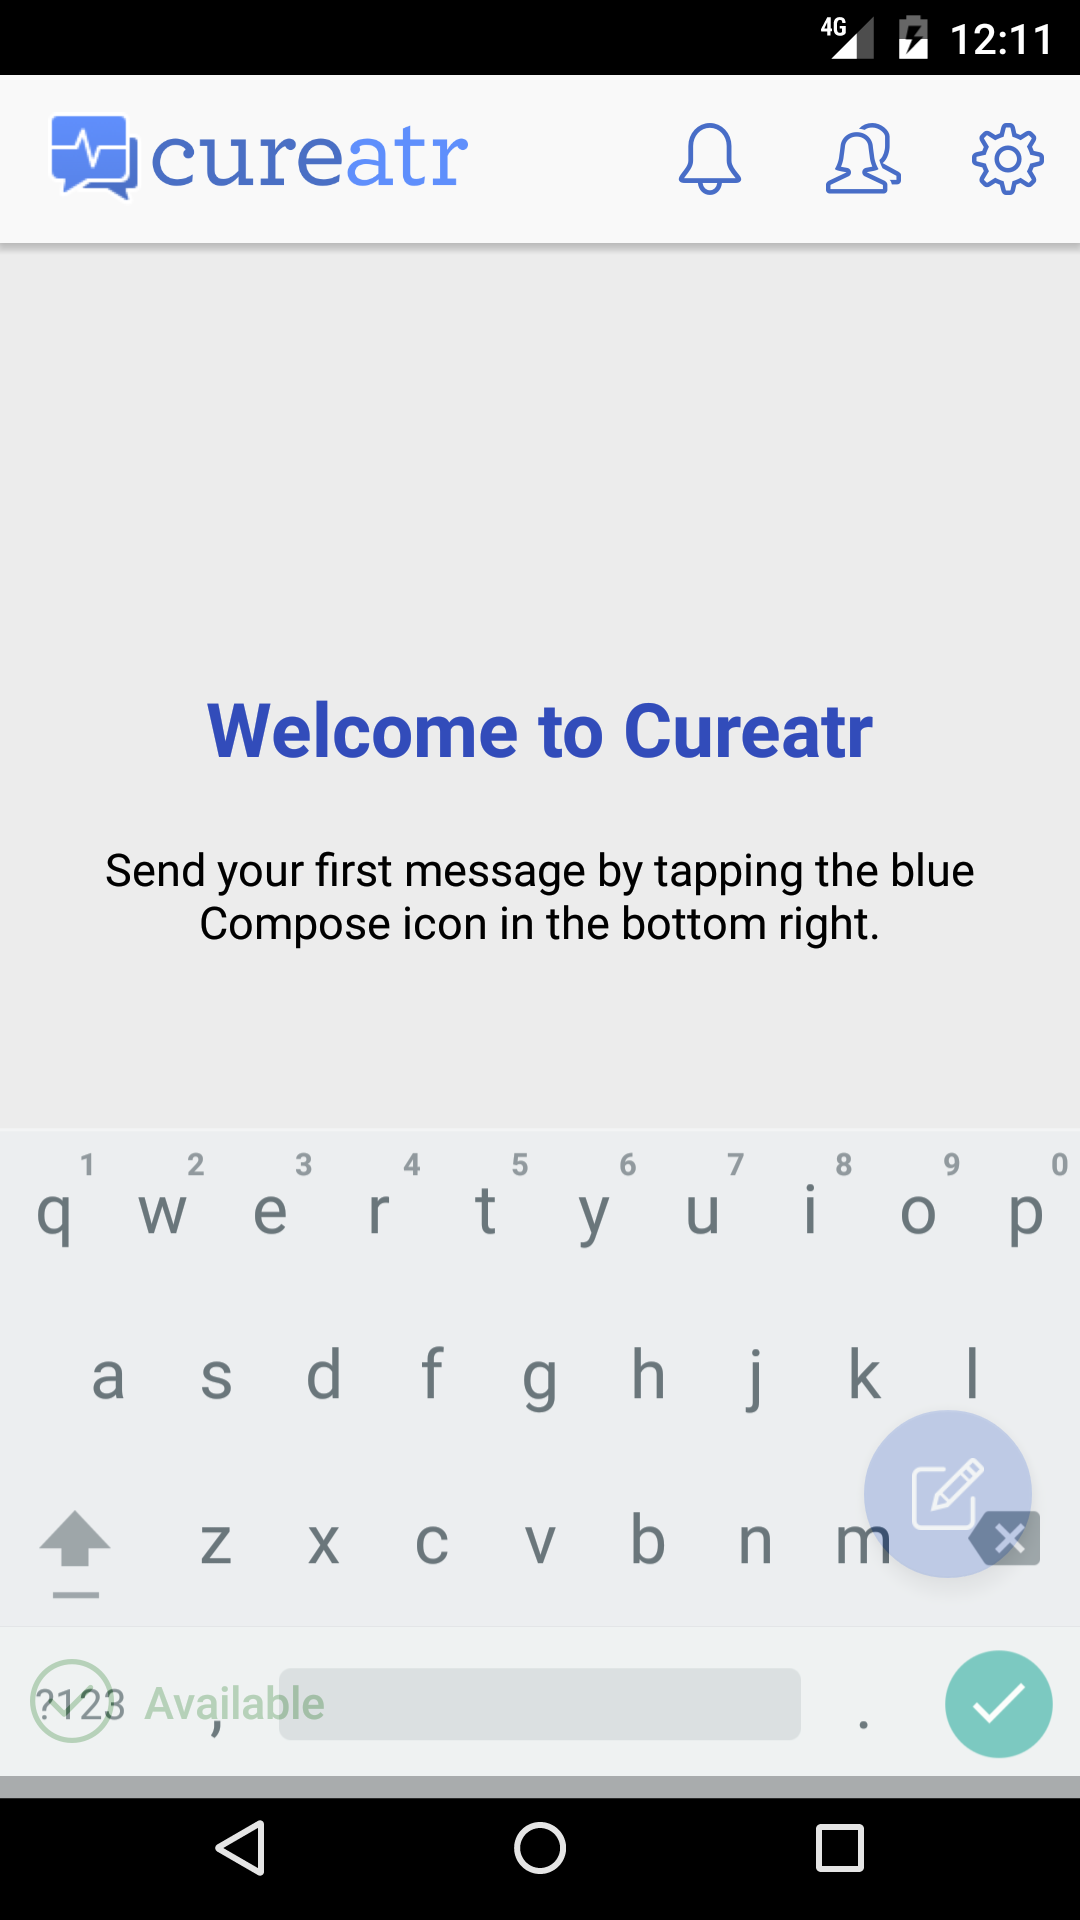 4G 12:11
cureatr
Welcome to Cureatr
Send your first message by tapping the blue
Compose icon in the bottom right.
1 2 3 4 5 6 7 8 9 0
q w e r t y u i o p
a s d f g h j k l
z x c v b n m
?123 , Available .